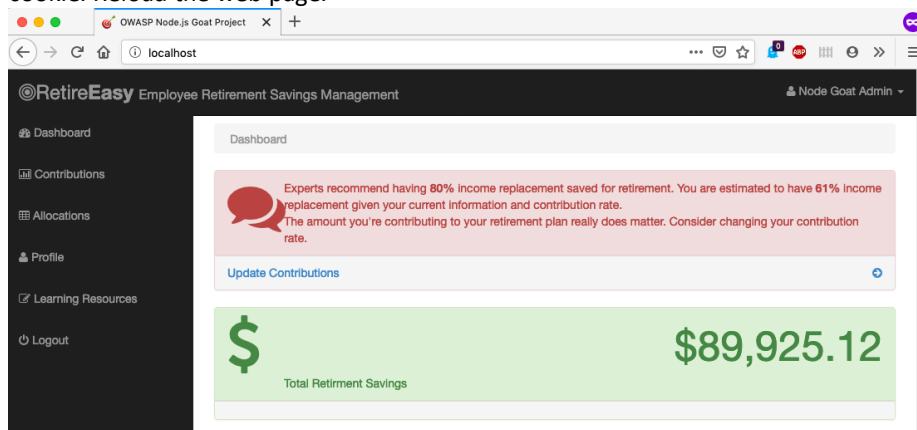 cookie. Reload the web page.
OWASP Node.js Goat Project
localhost
0
ABP
RetireEasy Employee Retirement Savings Management
Node Goat Admin
Dashboard
Contributions
Allocations
Profile
Learning Resources
Logout
Dashboard
Experts recommend having 80% income replacement saved for retirement. You are estimated to have 61% income
replacement given your current information and contribution rate.
The amount you're contributing to your retirement plan really does matter. Consider changing your contribution
rate.
Update Contributions
$
$89,925.12
Total Retirment Savings